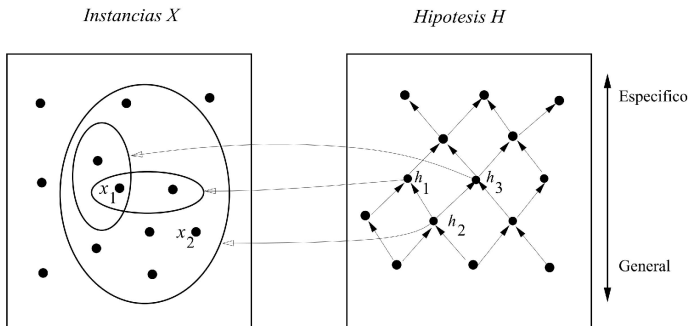 Instancias X
Hipotesis H
Especifico
x1
h1
h3
x2
h2
General